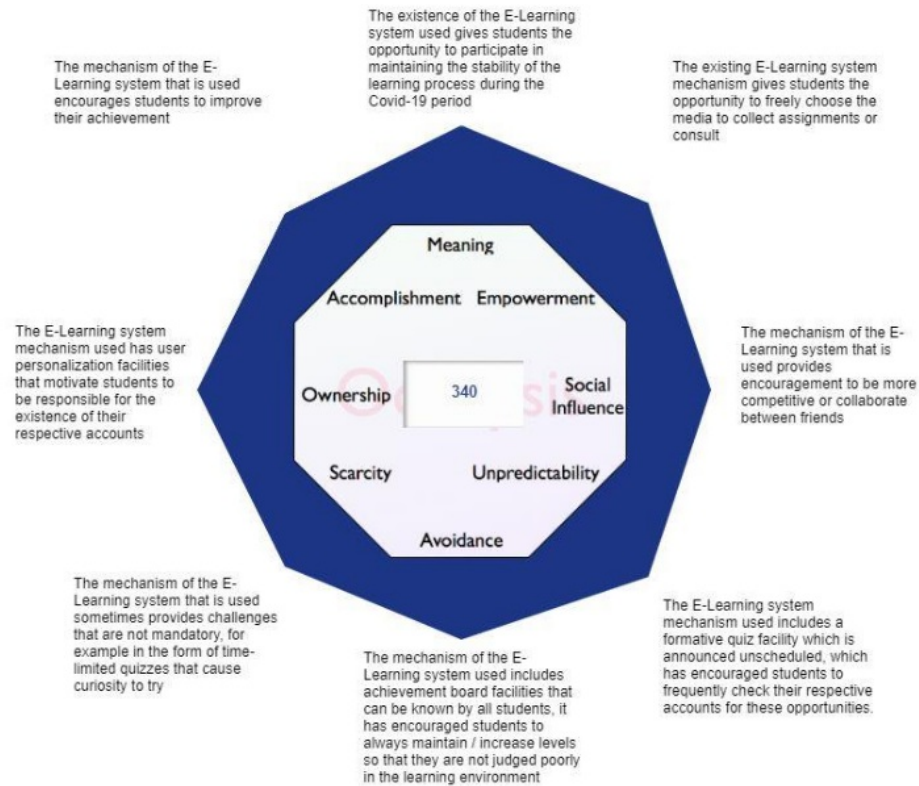 The existence of the E-Learning
system used gives students the
opportunity to participate in
maintaining the stability of the
learning process during the
Covid-19 period
The mechanism of the E-
Learning system that is used
encourages students to improve
their achievement
The existing E-Learning system
mechanism gives students the
opportunity to freely choose the
media to collect assignments or
consult
Meaning
Accomplishment
Empowerment
The E-Learning system
mechanism used has user
personalization facilities
that motivate students to
be responsible for the
existence of their
respective accounts
Ownership
340
Social
Influence
The mechanism of the E-
Learning system that is
used provides
encouragement to be more
competitive or collaborate
between friends
Scarcity
Unpredictability
Avoidance
The mechanism of the E-
Learning system that is used
sometimes provides challenges
that are not mandatory, for
example in the form of time-
limited quizzes that cause
curiosity to try
The mechanism of the E-
Learning system used includes
achievement board facilities that
can be known by all students, it
has encouraged students to
always maintain / increase levels
so that they are not judged poorly
in the learning environment
The E-Learning system
mechanism used includes a
formative quiz facility which is
announced unscheduled, which
has encouraged students to
frequently check their respective
accounts for these opportunities.